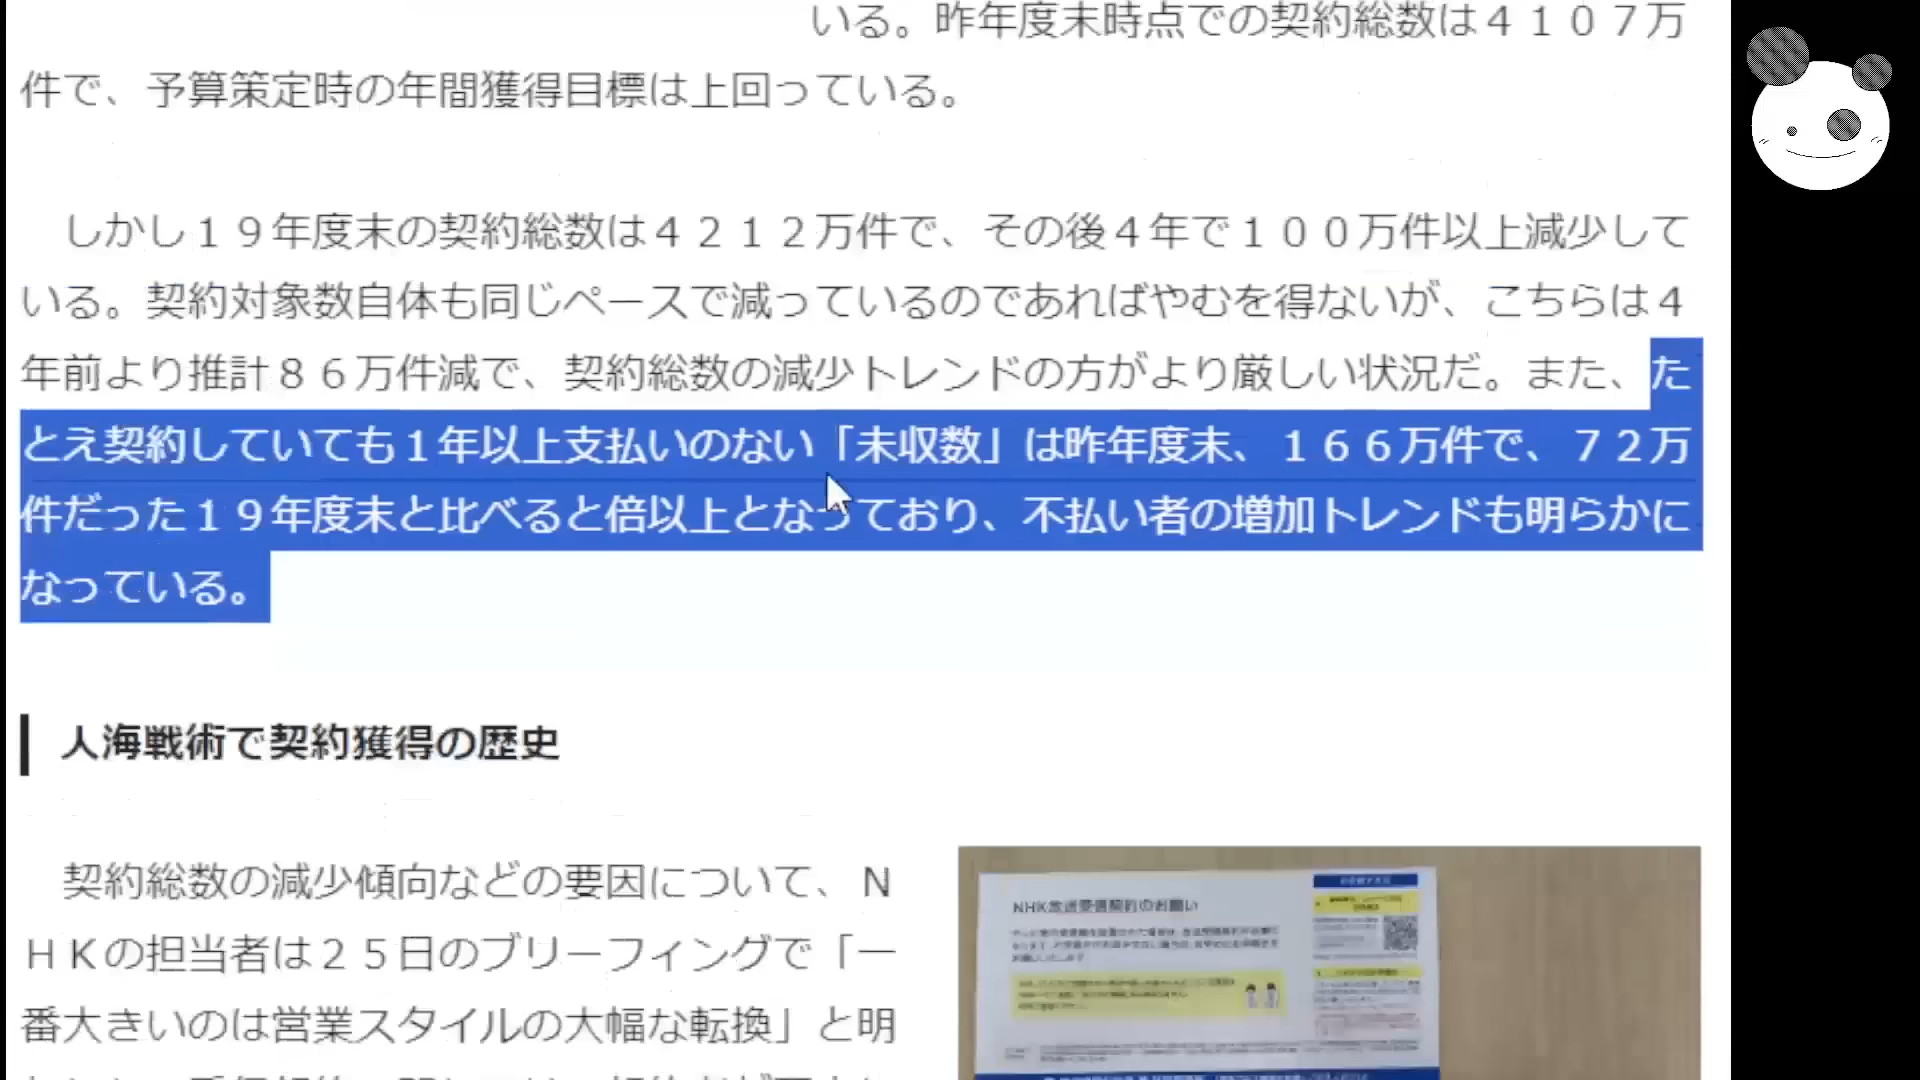 いる。昨年度末時点での契約総数は４１０７万
件で、予算策定時の年間獲得目標は上回っている。
しかし１９年度末の契約総数は４２１２万件で、その後４年で１００万件以上減少して
いる。契約対象数自体も同じペースで減っているのであればやむを得ないが、こちらは４
年前より推計８６万件減で、契約総数の減少トレンドの方がより厳しい状況だ。また、た
とえ契約していても１年以上支払いのない「未収数」は昨年度末、１６６万件で、７２万
件だった１９年度末と比べると倍以上となっており、不払い者の増加トレンドも明らかに
なっている。
人海戦術で契約獲得の歴史
契約総数の減少傾向などの要因について、Ｎ
ＨＫの担当者は２５日のブリーフィングで「一
番大きいのは営業スタイルの大幅な転換」と明
NHK放送受信契約のお願い